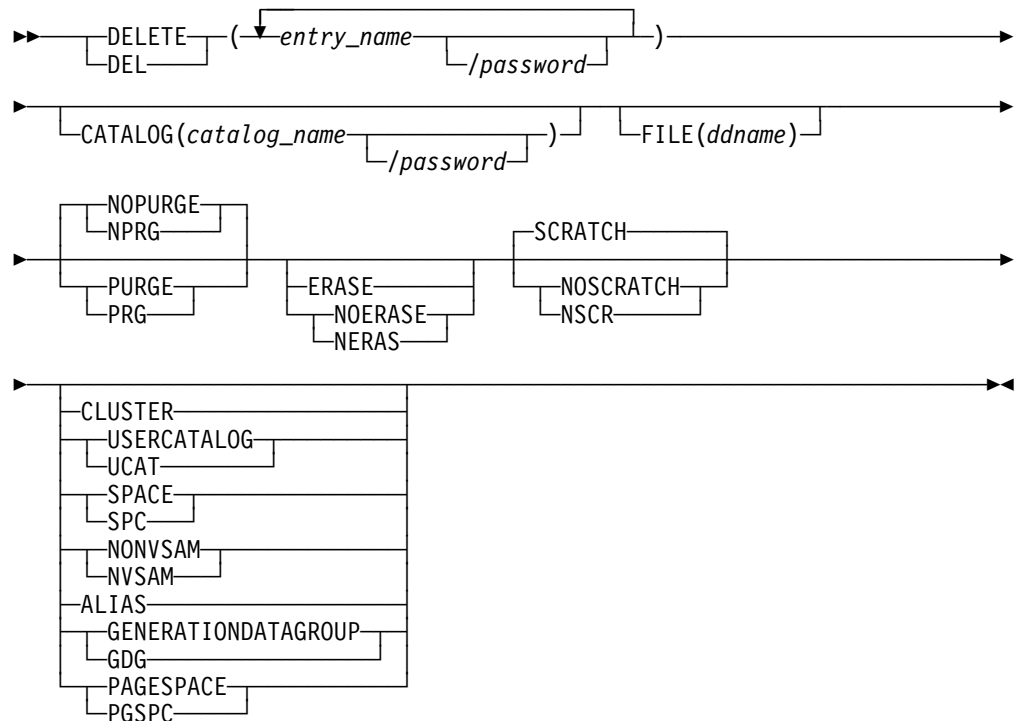 DELETE ( entry_name )
DEL /password
CATALOG(catalog_name ) FILE(ddname)
/password
NOPURGE
NPRG
SCRATCH
PURGE
PRG
ERASE
NOERASE
NERAS
NOSCRATCH
NSCR
CLUSTER
USERCATALOG
UCAT
SPACE
SPC
NONVSAM
NVSAM
ALIAS
GENERATIONDATAGROUP
GDG
PAGESPACE
PGSPC